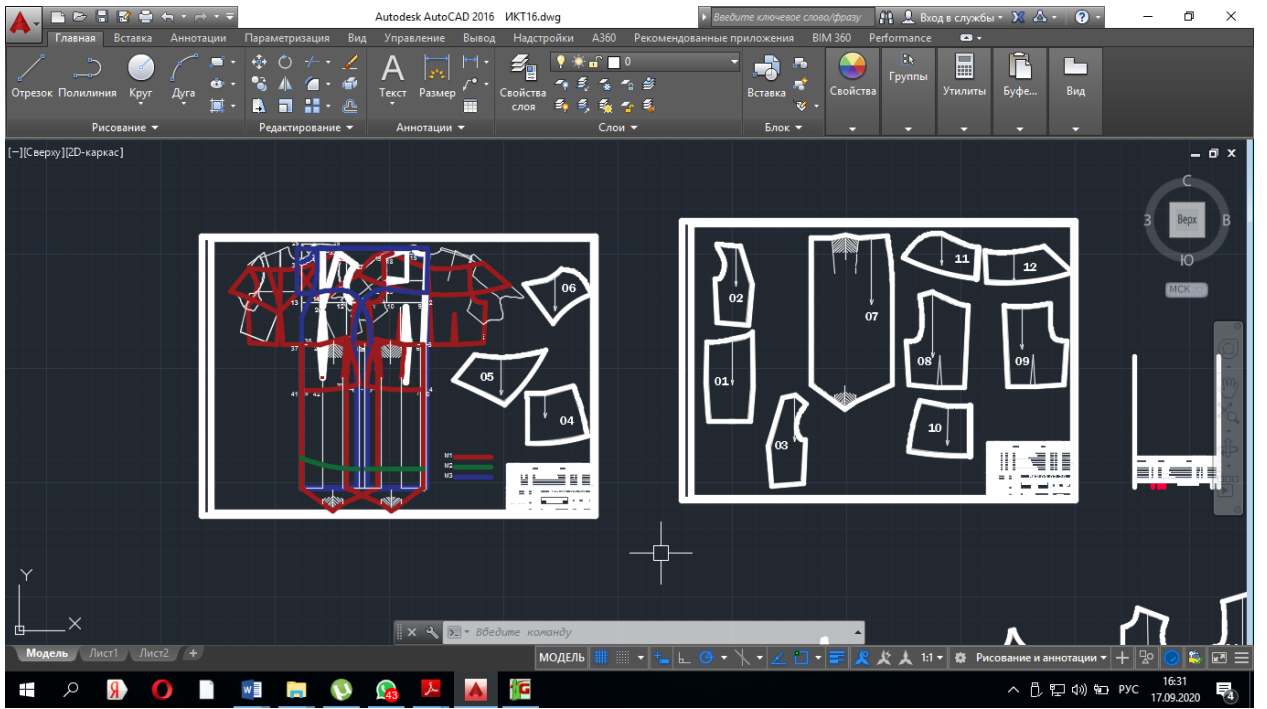 Autodesk AutoCAD 2016 ИКТ16.dwg
Введите ключевое слово/фразу
Вход в службы
Главная Вставка Аннотации Параметризация Вид Управление Вывод Надстройки A360 Рекомендованные приложения BIM 360 Performance
Отрезок Полилиния Круг Дуга
Текст Размер
Свойства слоя
0
Вставка
Свойства
Группы
Утилиты
Буфе...
Вид
Рисование Редактирование Аннотации Слои Блок
[−][Сверху][2D-каркас]
С
З Верх В
Ю
МСК
06
05
04
М1
М2
М3
02
01
03
07
11
12
08
09
10
Y
X
Введите команду
Модель Лист1 Лист2 +
МОДЕЛЬ
1:1
Рисование и аннотации
43
РУС
16:31
17.09.2020
4